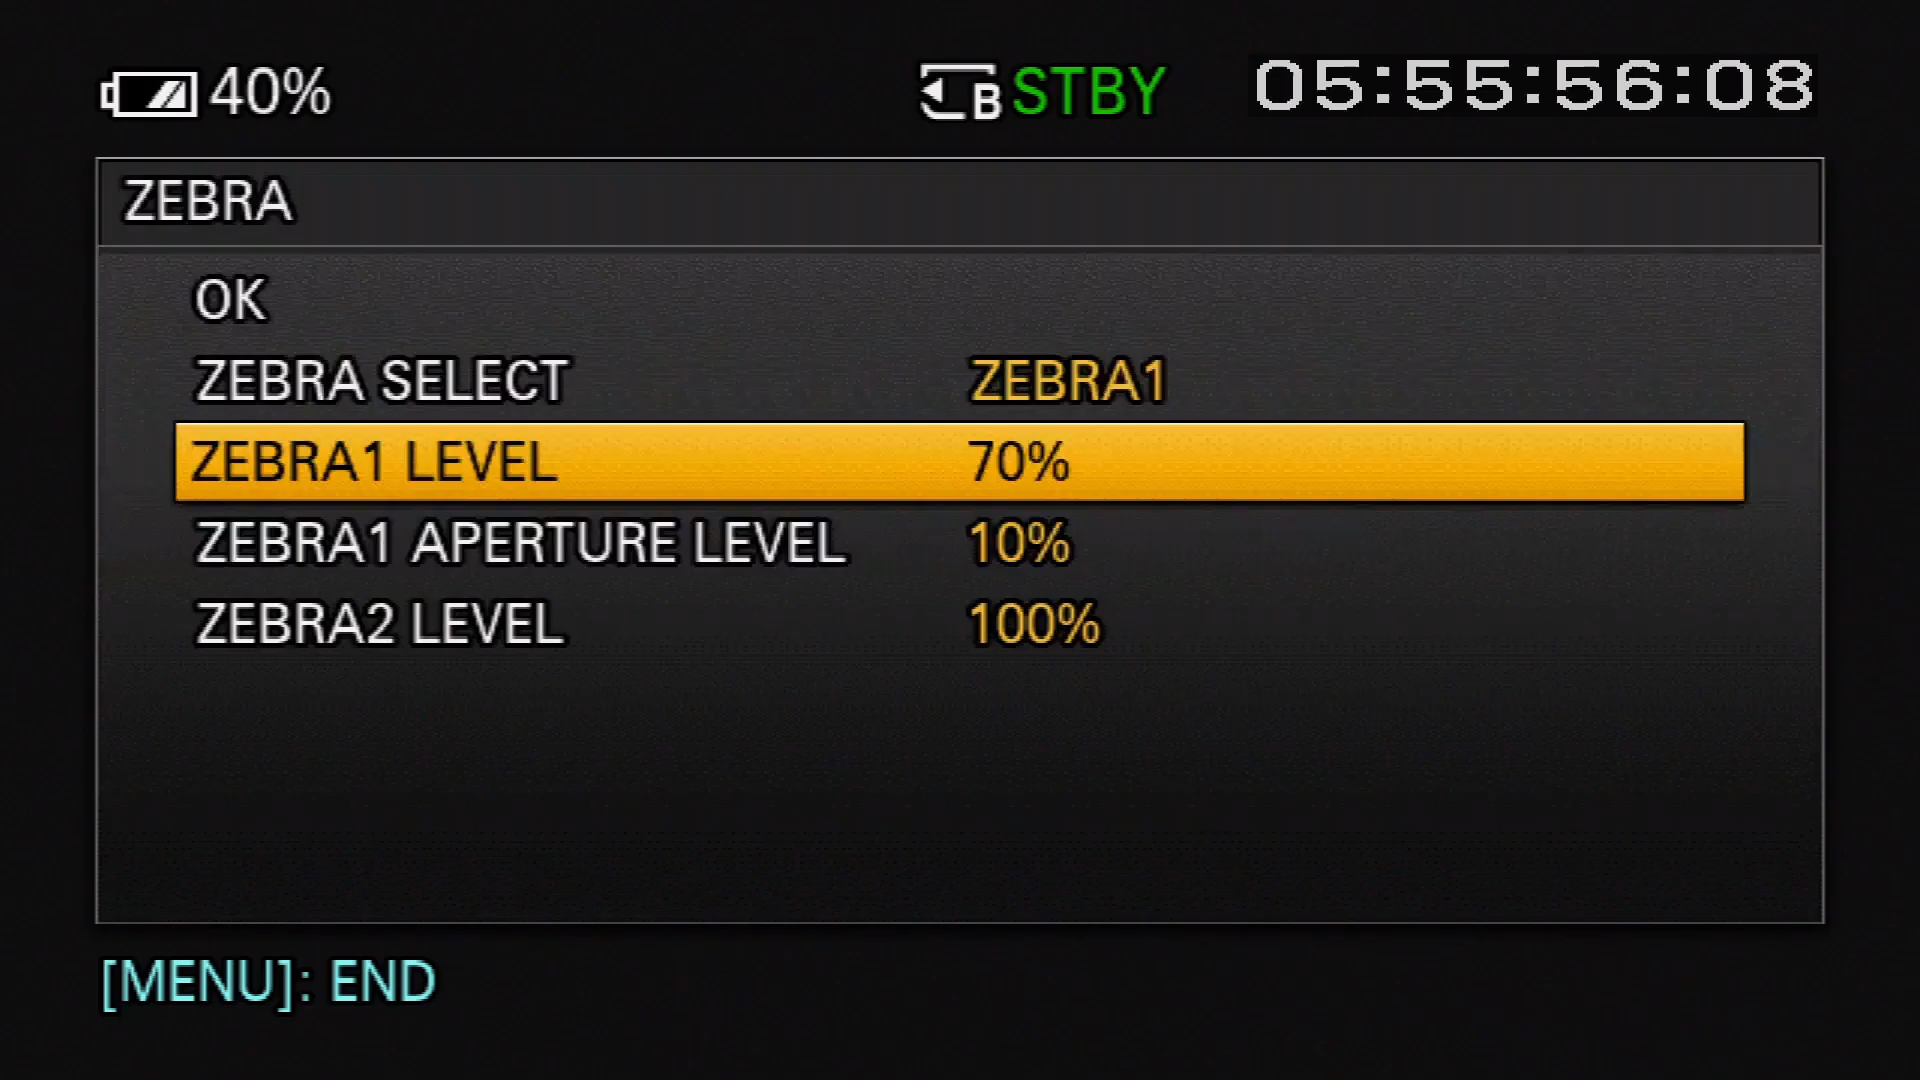 40% B STBY 05:55:56:08
ZEBRA
OK
ZEBRA SELECT ZEBRA1
ZEBRA1 LEVEL 70%
ZEBRA1 APERTURE LEVEL 10%
ZEBRA2 LEVEL 100%
[MENU]: END